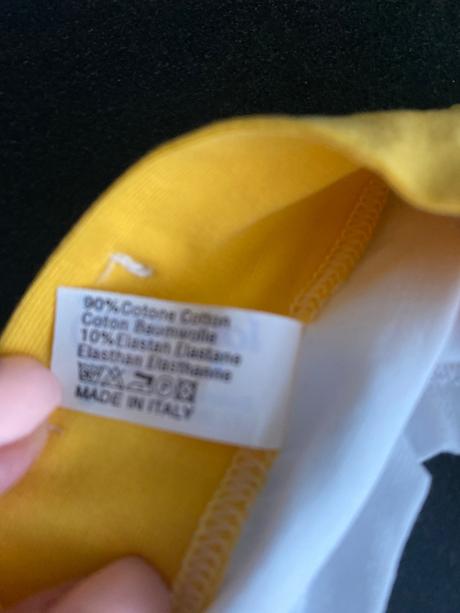 90%Cotone Cotton
Coton Baumwolle
10%Elastan Elastane
Elasthan Elasthanne
MADE IN ITALY